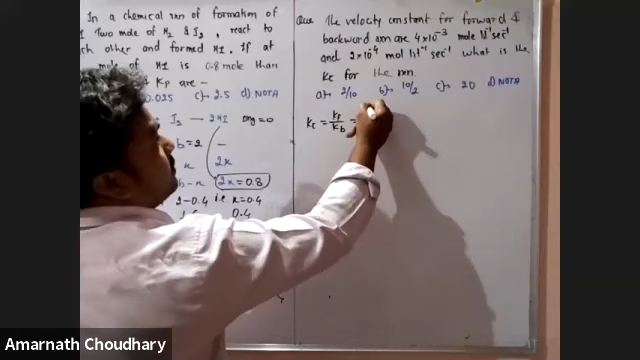 In a chemical rxn of formation of
I Two mole of H₂ & I₂, react to
ch other and formed HI. If at
mole of HI is 0.8 mole than
Kp are -
0.025 c)→ 2.5 d) NOTA
I₂ → 2HI Δng=0
b=2 -
x 2x
b-x 2x = 0.8
2-0.4 i.e x=0.4
0.4
Que The velocity constant for forward &
backward rxn are 4×10⁻³ mole lit⁻¹ sec⁻¹
and 2×10⁻⁴ mol lit⁻¹ sec⁻¹ what is the
Kc for the rxn
a)→ 2/10 b)→ 10/2 c)→ 20 d) NOTA
Kc = Kf/Kb =
Amarnath Choudhary